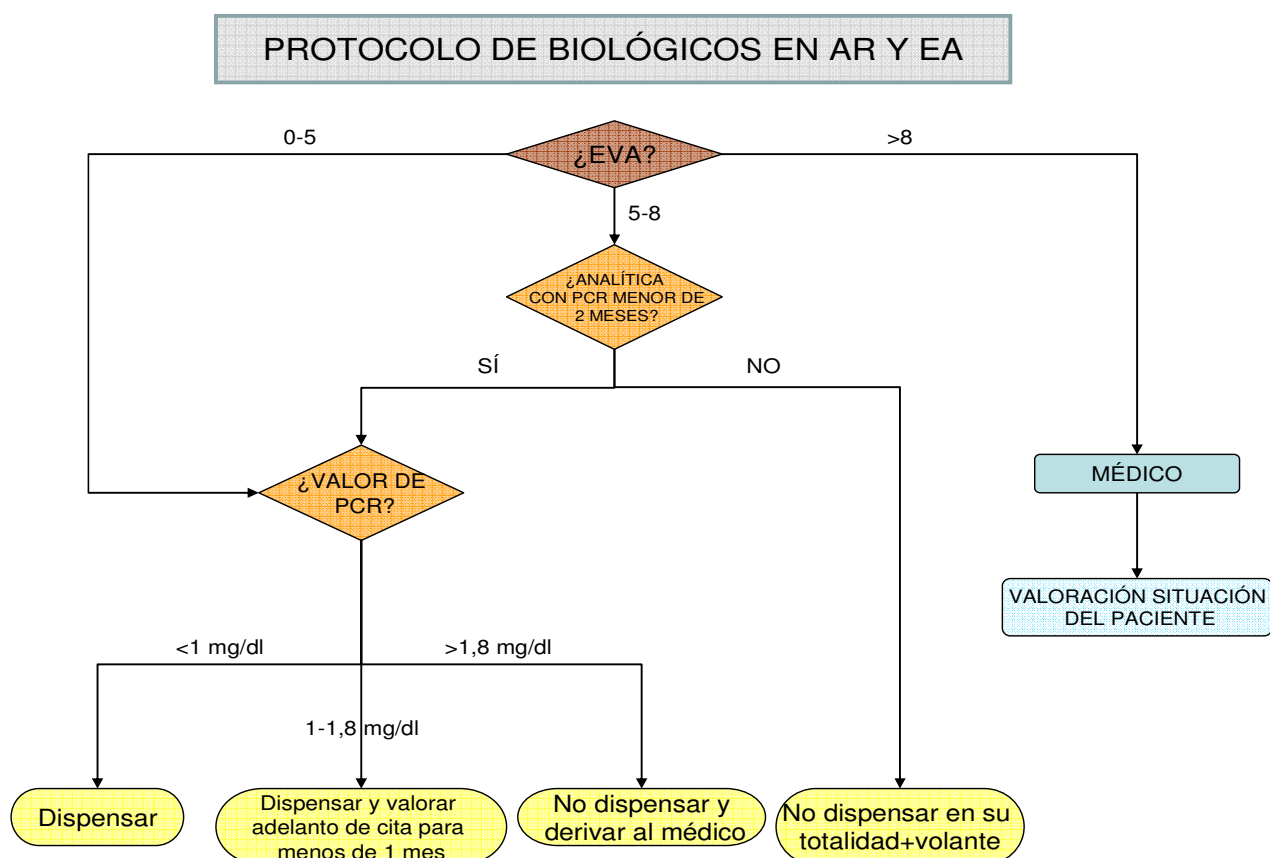 PROTOCOLO DE BIOLÓGICOS EN AR Y EA
0-5
¿EVA?
>8
5-8
¿ANALÍTICA
CON PCR MENOR DE
2 MESES?
SÍ
NO
¿VALOR DE
PCR?
MÉDICO
VALORACIÓN SITUACIÓN
DEL PACIENTE
<1 mg/dl
>1,8 mg/dl
1-1,8 mg/dl
Dispensar
Dispensar y valorar
adelanto de cita para
menos de 1 mes
No dispensar y
derivar al médico
No dispensar en su
totalidad+volante